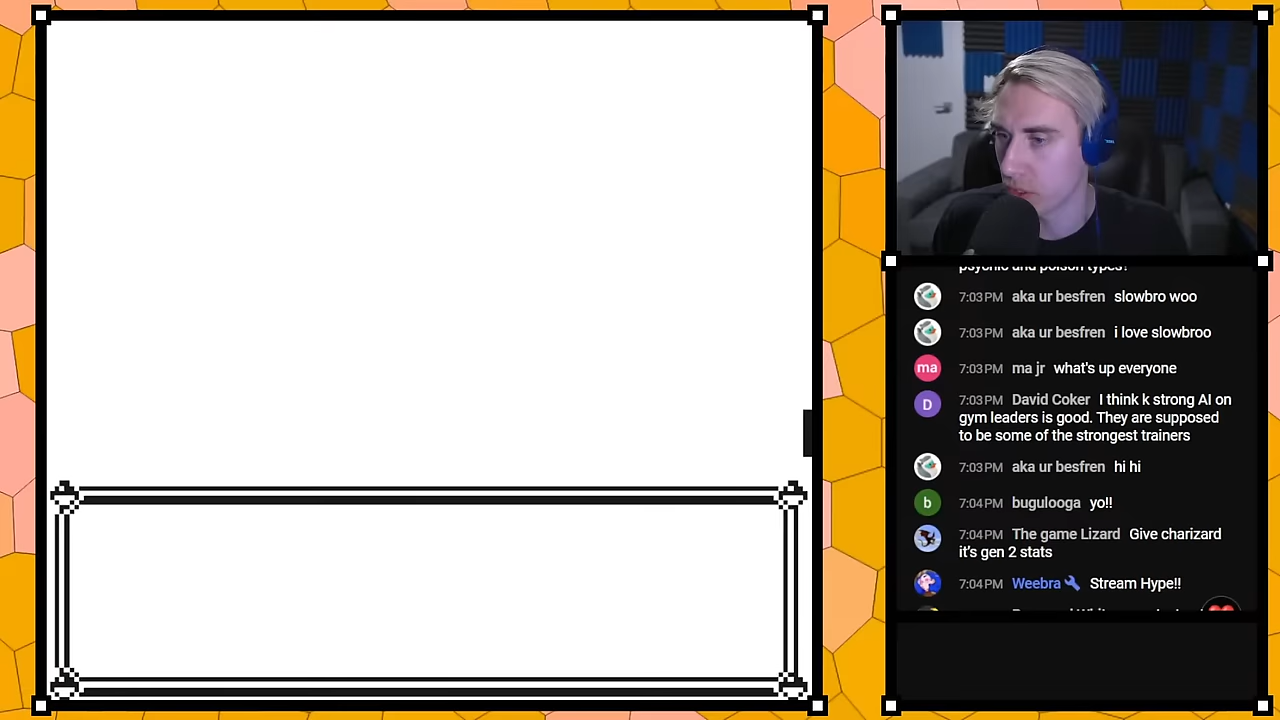 psychic and poison types?
7:03 PM aka ur besfren slowbro woo
7:03 PM aka ur besfren i love slowbroo
ma 7:03 PM ma jr what's up everyone
D 7:03 PM David Coker I think k strong AI on
gym leaders is good. They are supposed
to be some of the strongest trainers
7:03 PM aka ur besfren hi hi
b 7:04 PM bugulooga yo!!
7:04 PM The game Lizard Give charizard
it's gen 2 stats
7:04 PM Weebra Stream Hype!!